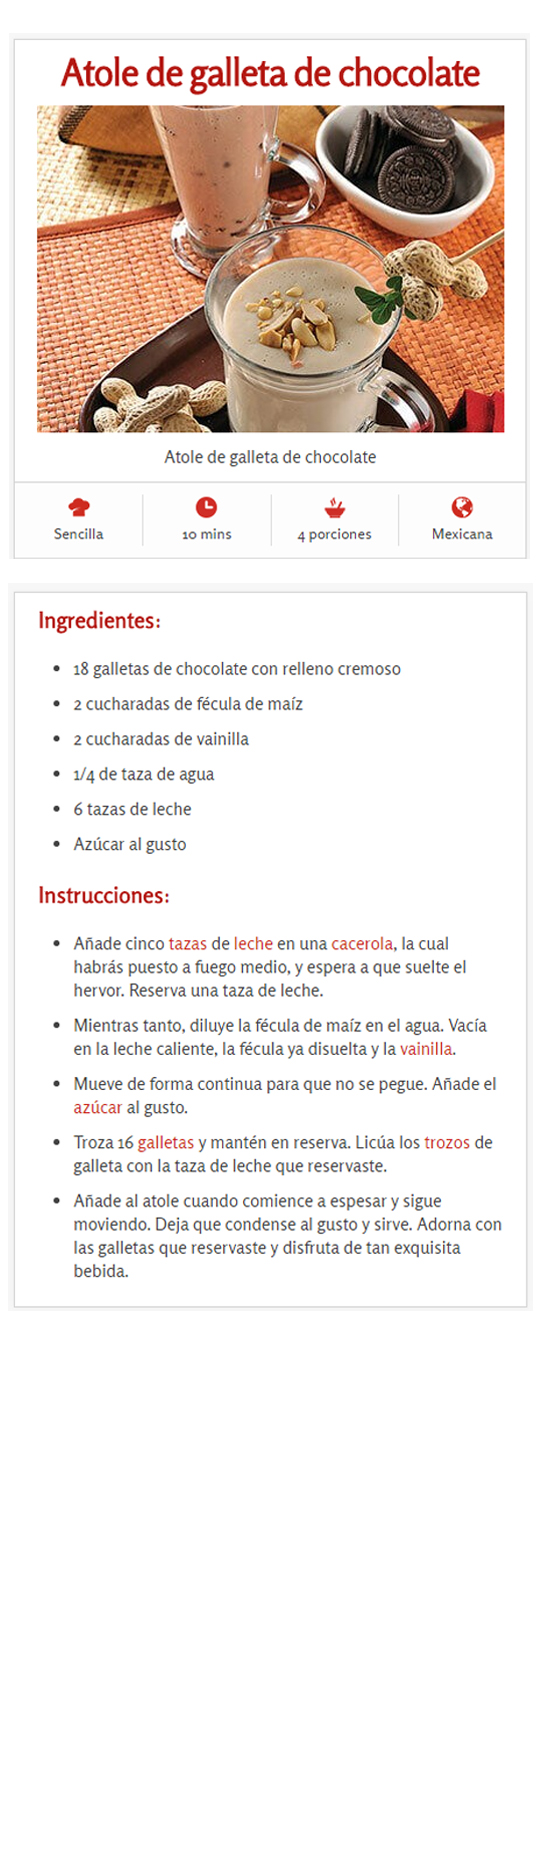 Atole de galleta de chocolate
Atole de galleta de chocolate
Sencilla
10 mins
4 porciones
Mexicana
Ingredientes:
• 18 galletas de chocolate con relleno cremoso
• 2 cucharadas de fécula de maíz
• 2 cucharadas de vainilla
• 1/4 de taza de agua
• 6 tazas de leche
• Azúcar al gusto
Instrucciones:
• Añade cinco tazas de leche en una cacerola, la cual
habrás puesto a fuego medio, y espera a que suelte el
hervor. Reserva una taza de leche.
• Mientras tanto, diluye la fécula de maíz en el agua. Vacía
en la leche caliente, la fécula ya disuelta y la vainilla.
• Mueve de forma continua para que no se pegue. Añade el
azúcar al gusto.
• Troza 16 galletas y mantén en reserva. Licúa los trozos de
galleta con la taza de leche que reservaste.
• Añade al atole cuando comience a espesar y sigue
moviendo. Deja que condense al gusto y sirve. Adorna con
las galletas que reservaste y disfruta de tan exquisita
bebida.